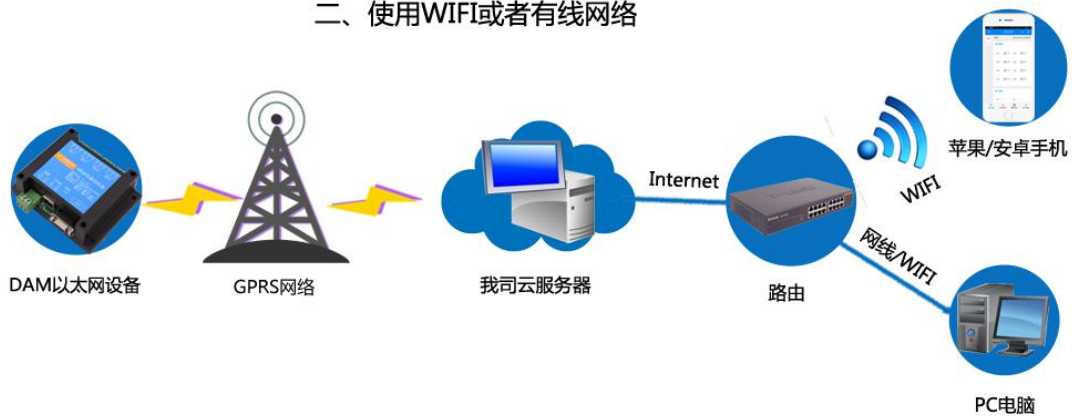 二、使用WIFI或者有线网络
苹果/安卓手机
Internet
WIFI
网线/WIFI
DAM以太网设备
GPRS网络
我司云服务器
路由
PC电脑